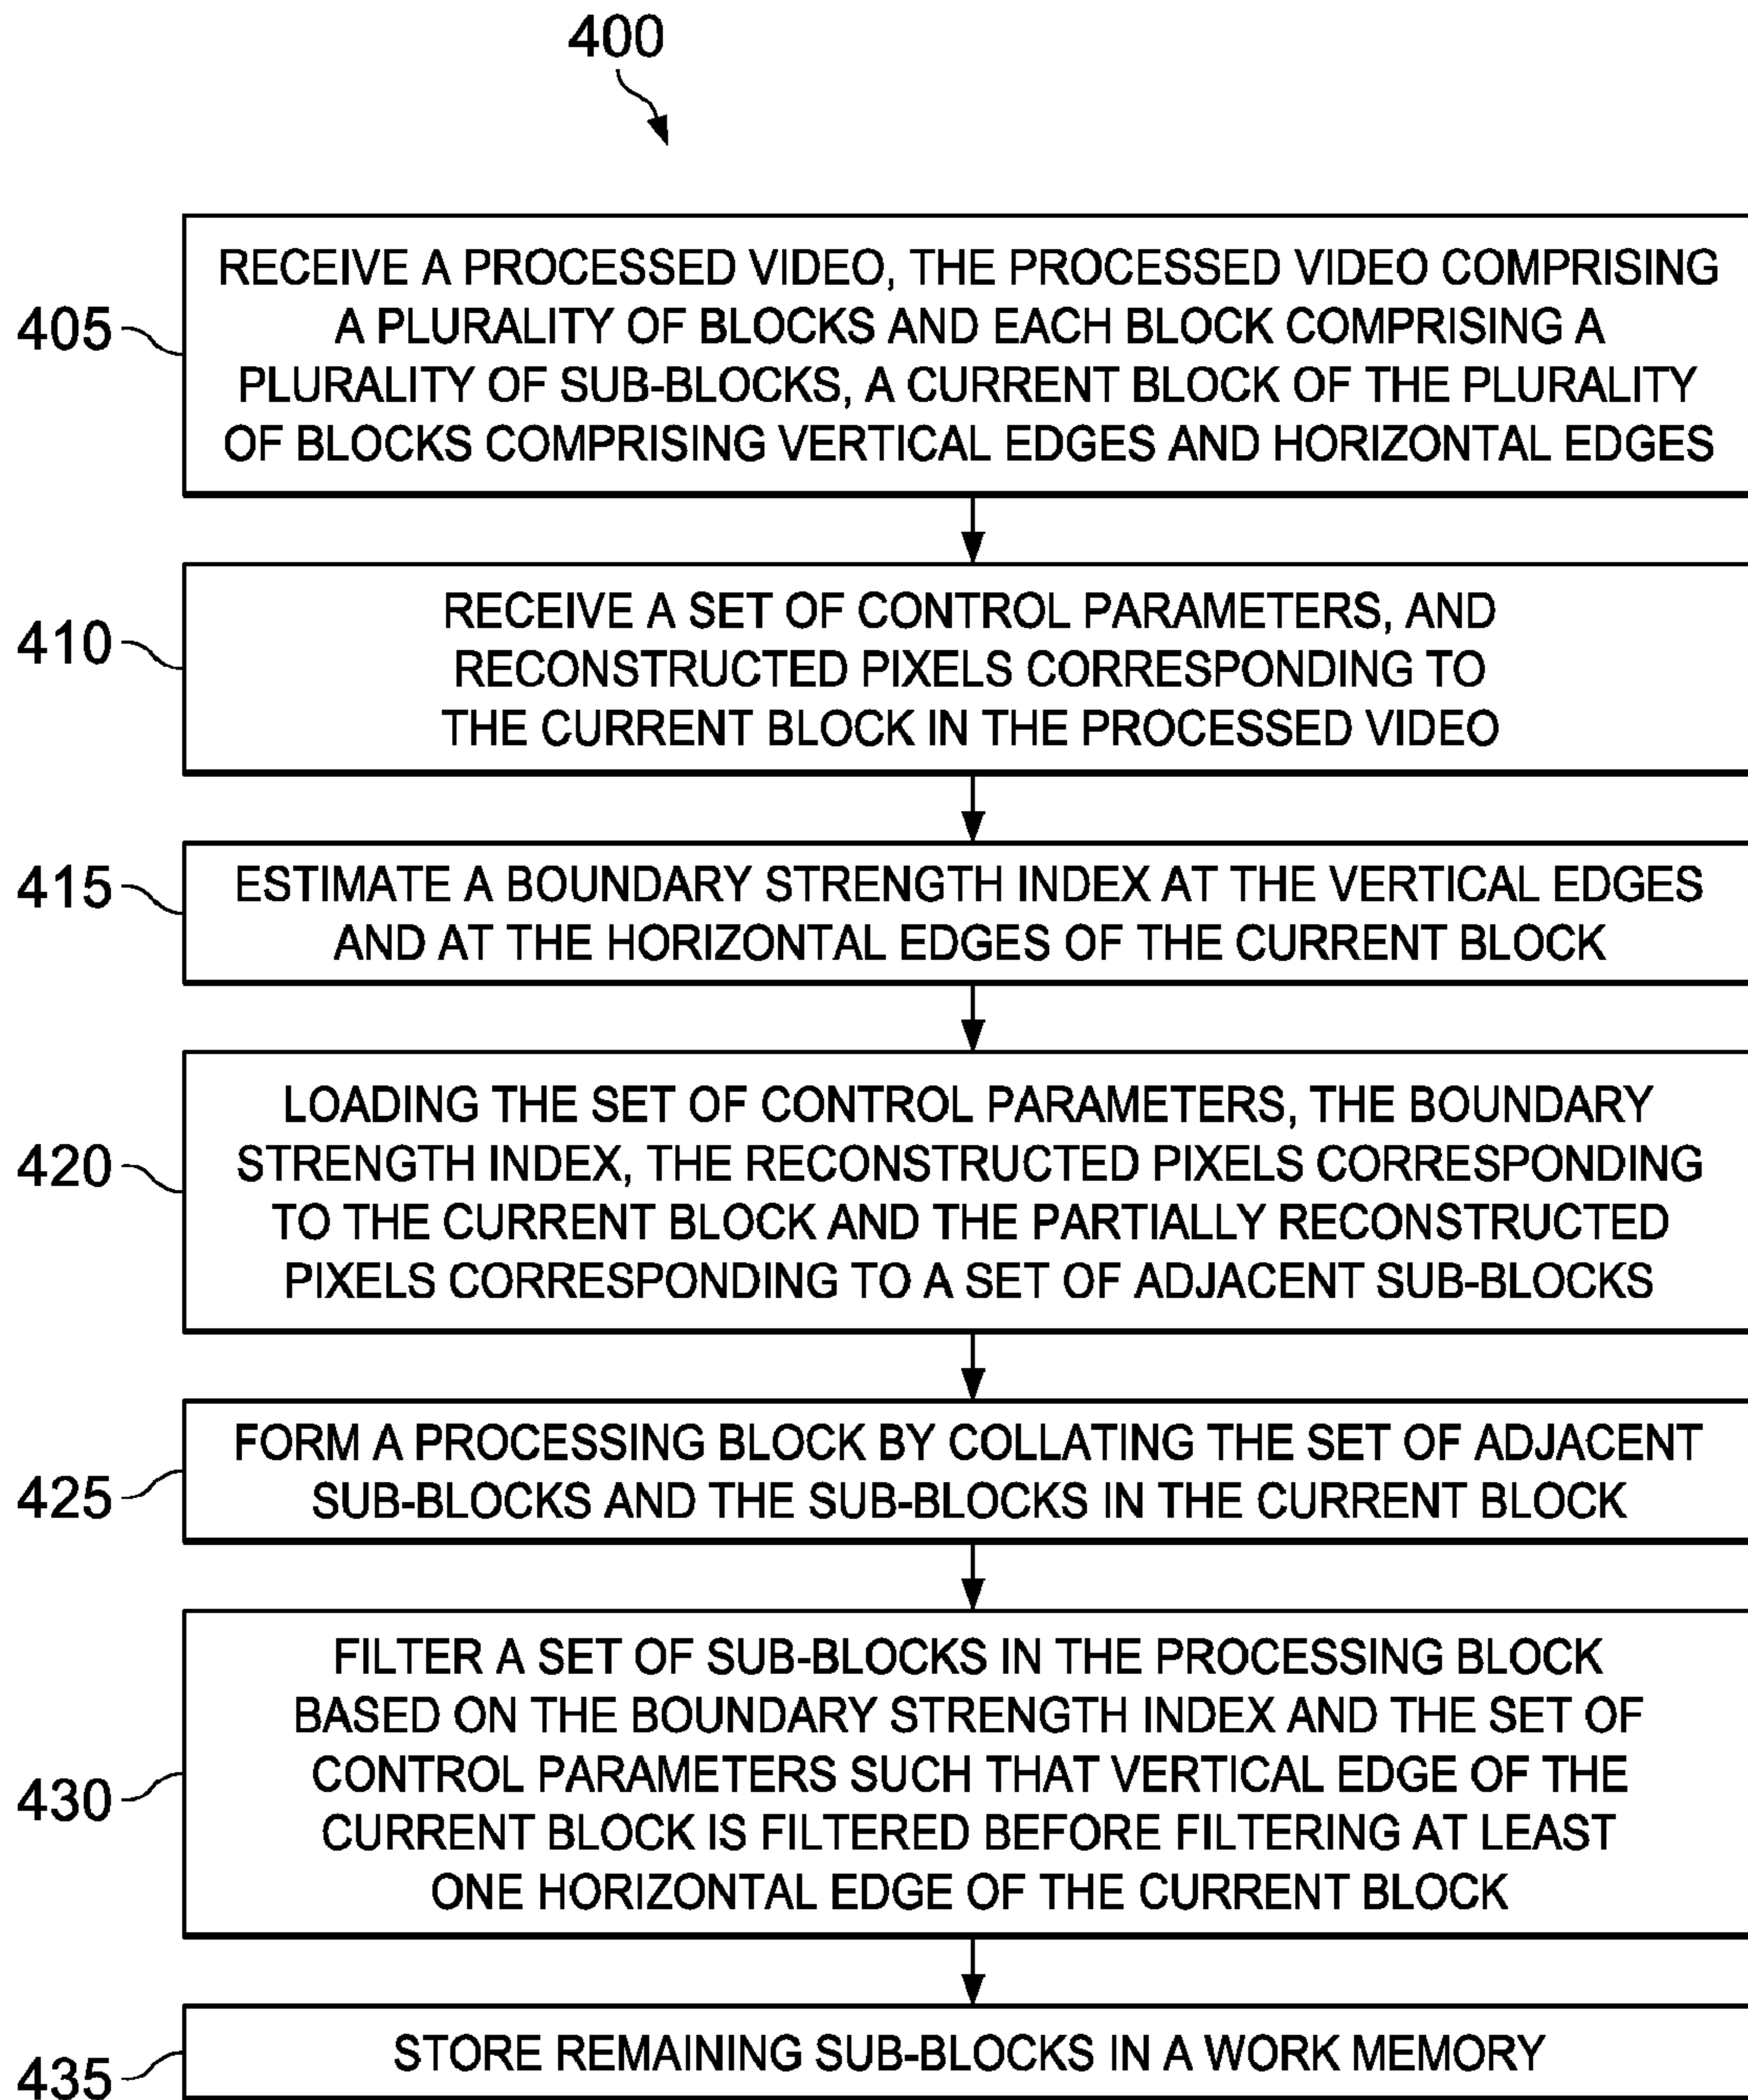 400
405
RECEIVE A PROCESSED VIDEO, THE PROCESSED VIDEO COMPRISING
A PLURALITY OF BLOCKS AND EACH BLOCK COMPRISING A
PLURALITY OF SUB-BLOCKS, A CURRENT BLOCK OF THE PLURALITY
OF BLOCKS COMPRISING VERTICAL EDGES AND HORIZONTAL EDGES
410
RECEIVE A SET OF CONTROL PARAMETERS, AND
RECONSTRUCTED PIXELS CORRESPONDING TO
THE CURRENT BLOCK IN THE PROCESSED VIDEO
415
ESTIMATE A BOUNDARY STRENGTH INDEX AT THE VERTICAL EDGES
AND AT THE HORIZONTAL EDGES OF THE CURRENT BLOCK
420
LOADING THE SET OF CONTROL PARAMETERS, THE BOUNDARY
STRENGTH INDEX, THE RECONSTRUCTED PIXELS CORRESPONDING
TO THE CURRENT BLOCK AND THE PARTIALLY RECONSTRUCTED
PIXELS CORRESPONDING TO A SET OF ADJACENT SUB-BLOCKS
425
FORM A PROCESSING BLOCK BY COLLATING THE SET OF ADJACENT
SUB-BLOCKS AND THE SUB-BLOCKS IN THE CURRENT BLOCK
430
FILTER A SET OF SUB-BLOCKS IN THE PROCESSING BLOCK
BASED ON THE BOUNDARY STRENGTH INDEX AND THE SET OF
CONTROL PARAMETERS SUCH THAT VERTICAL EDGE OF THE
CURRENT BLOCK IS FILTERED BEFORE FILTERING AT LEAST
ONE HORIZONTAL EDGE OF THE CURRENT BLOCK
435
STORE REMAINING SUB-BLOCKS IN A WORK MEMORY